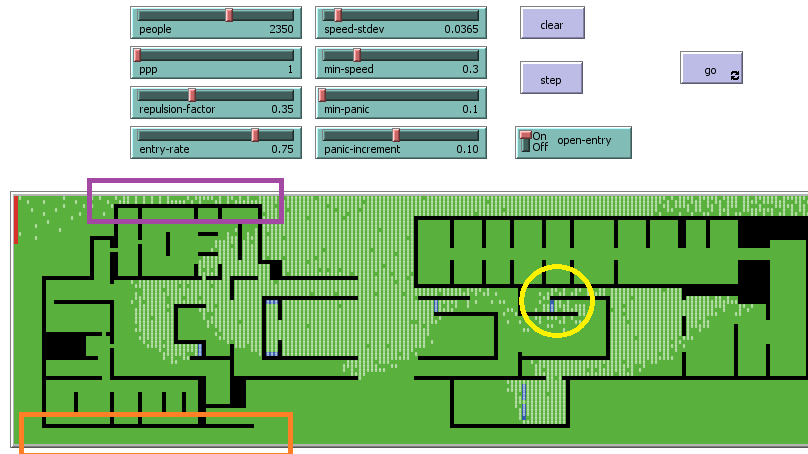 people 2350
speed-stdev 0.0365
clear
ppp 1
min-speed 0.3
step
go
repulsion-factor 0.35
min-panic 0.1
entry-rate 0.75
panic-increment 0.10
On
Off
open-entry